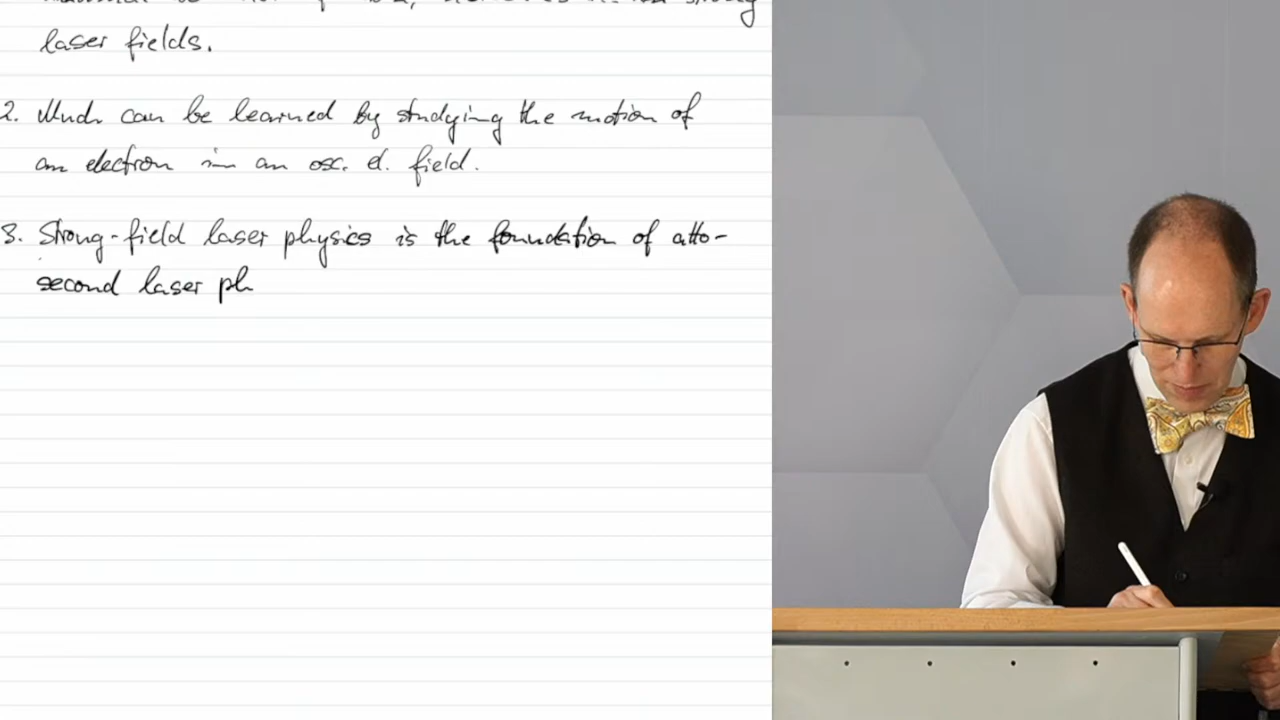 strong
laser fields.
2. Much can be learned by studying the motion of
an electron in an osc. el. field.
3. Strong-field laser physics is the foundation of atto-
second laser ph